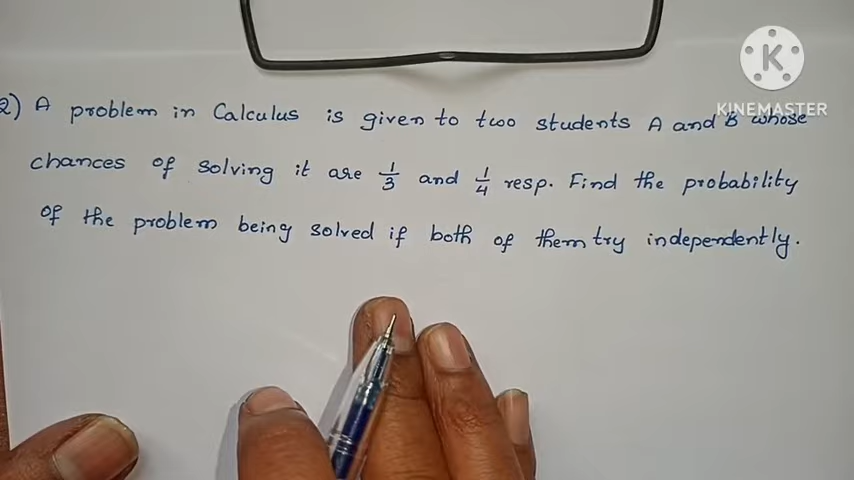 KINEMASTER
2) A problem in Calculus is given to two students A and B whose
chances of solving it are 1/3 and 1/4 resp. Find the probability
of the problem being solved if both of them try independently.